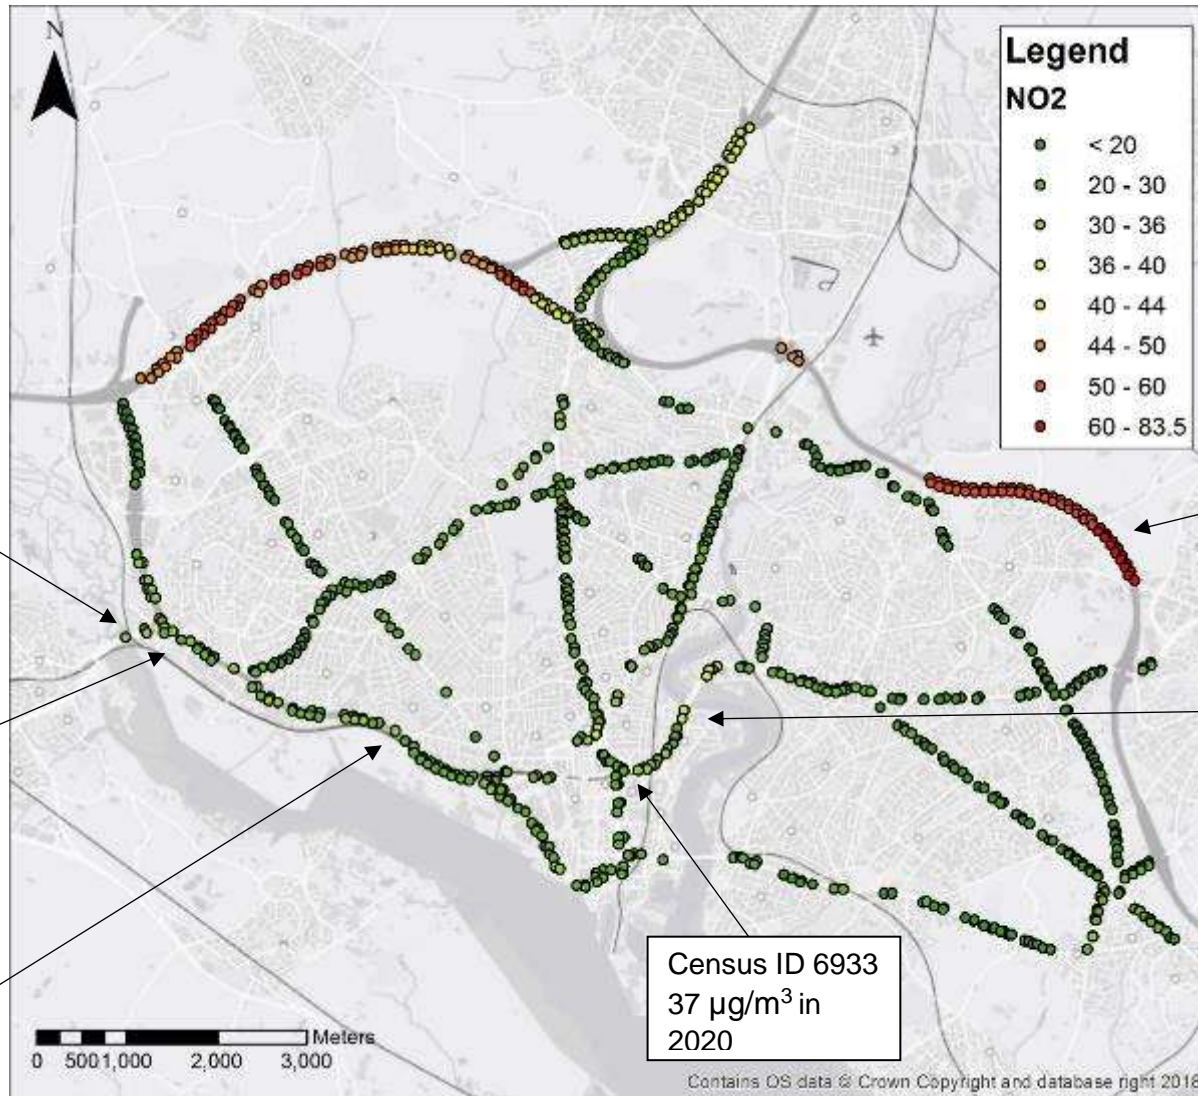 N
Legend
NO2
< 20
20 - 30
30 - 36
36 - 40
40 - 44
44 - 50
50 - 60
60 - 83.5
Census ID 6933
37 µg/m³ in
2020
Meters
0 500 1,000 2,000 3,000
Contains OS data © Crown Copyright and database right 2018